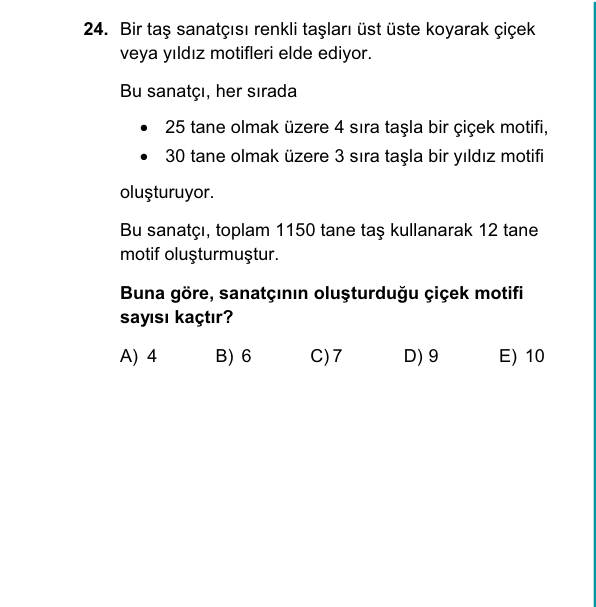 24. Bir taş sanatçısı renkli taşları üst üste koyarak çiçek
veya yıldız motifleri elde ediyor.
Bu sanatçı, her sırada
• 25 tane olmak üzere 4 sıra taşla bir çiçek motifi,
• 30 tane olmak üzere 3 sıra taşla bir yıldız motifi
oluşturuyor.
Bu sanatçı, toplam 1150 tane taş kullanarak 12 tane
motif oluşturmuştur.
Buna göre, sanatçının oluşturduğu çiçek motifi
sayısı kaçtır?
A) 4 B) 6 C) 7 D) 9 E) 10